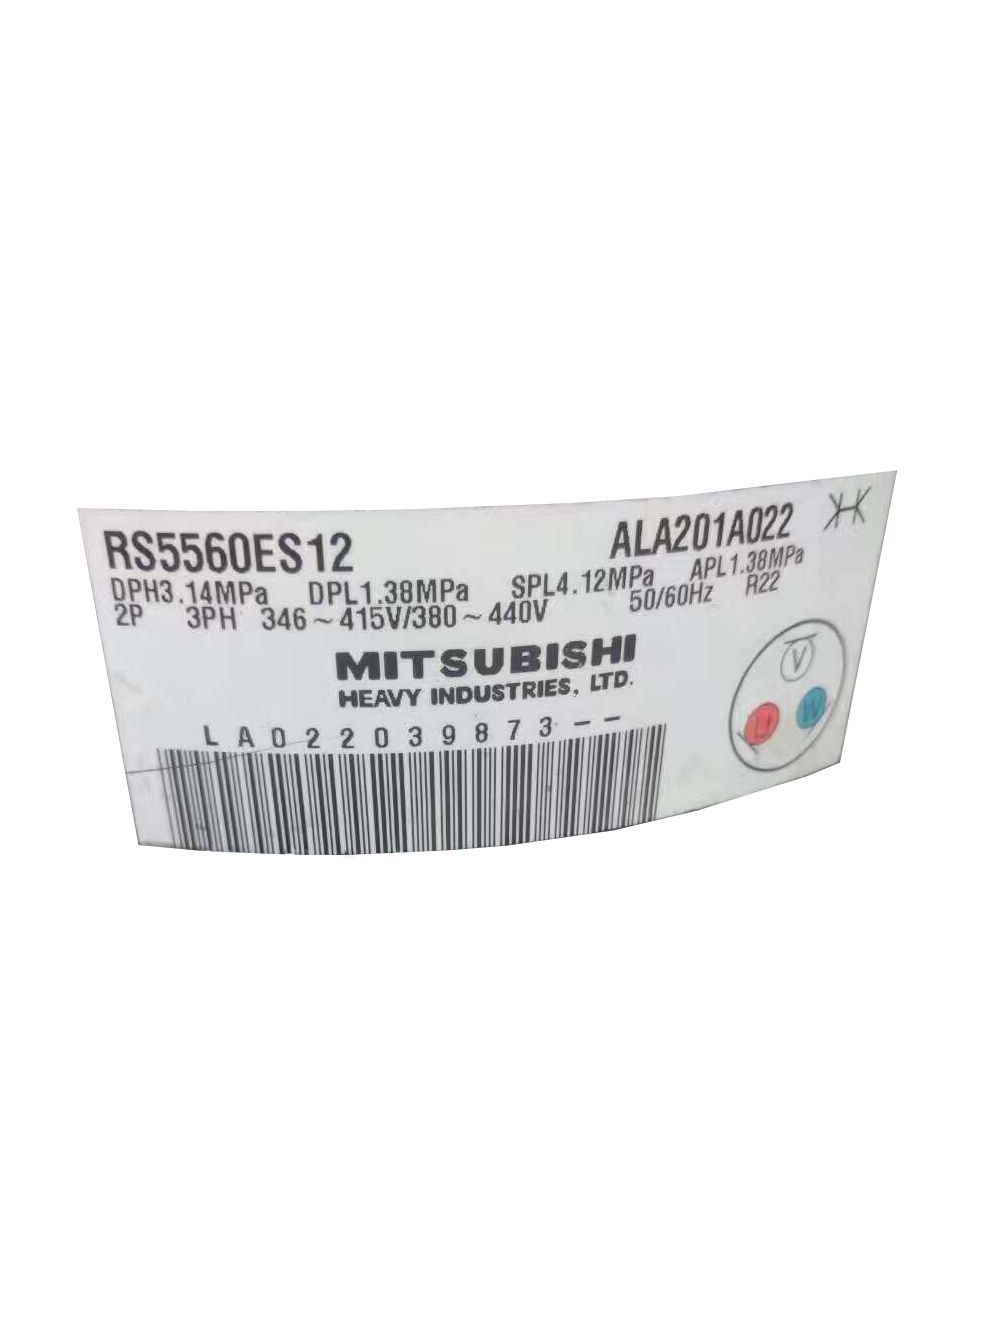 RS5560ES12 ALA201A022
DPH3.14MPa DPL1.38MPa SPL4.12MPa APL1.38MPa
2P 3PH 346~415V/380~440V 50/60Hz R22
MITSUBISHI
HEAVY INDUSTRIES, LTD.
LA022039873--
V
U W